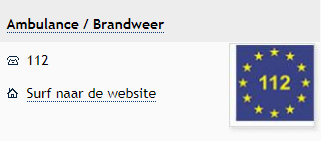 Ambulance / Brandweer
112
Surf naar de website
112